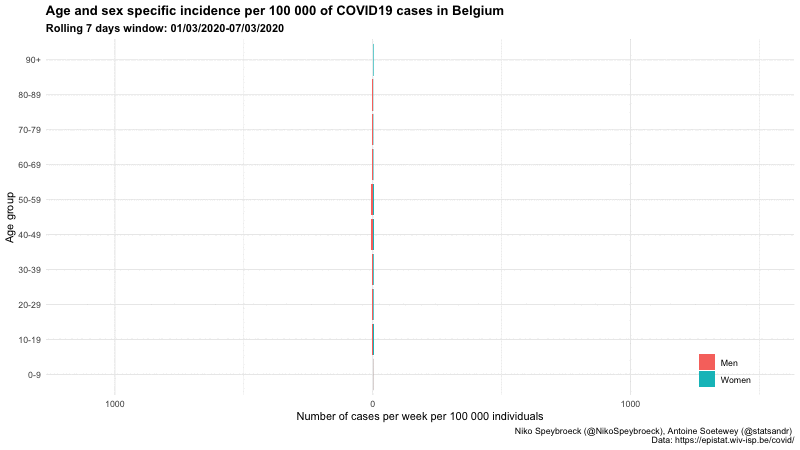 Age and sex specific incidence per 100 000 of COVID19 cases in Belgium
Rolling 7 days window: 01/03/2020-07/03/2020
Age group
90+
80-89
70-79
60-69
50-59
40-49
30-39
20-29
10-19
0-9
Men
Women
1000
0
1000
Number of cases per week per 100 000 individuals
Niko Speybroeck (@NikoSpeybroeck), Antoine Soetewey (@statsandr)
Data: https://epistat.wiv-isp.be/covid/